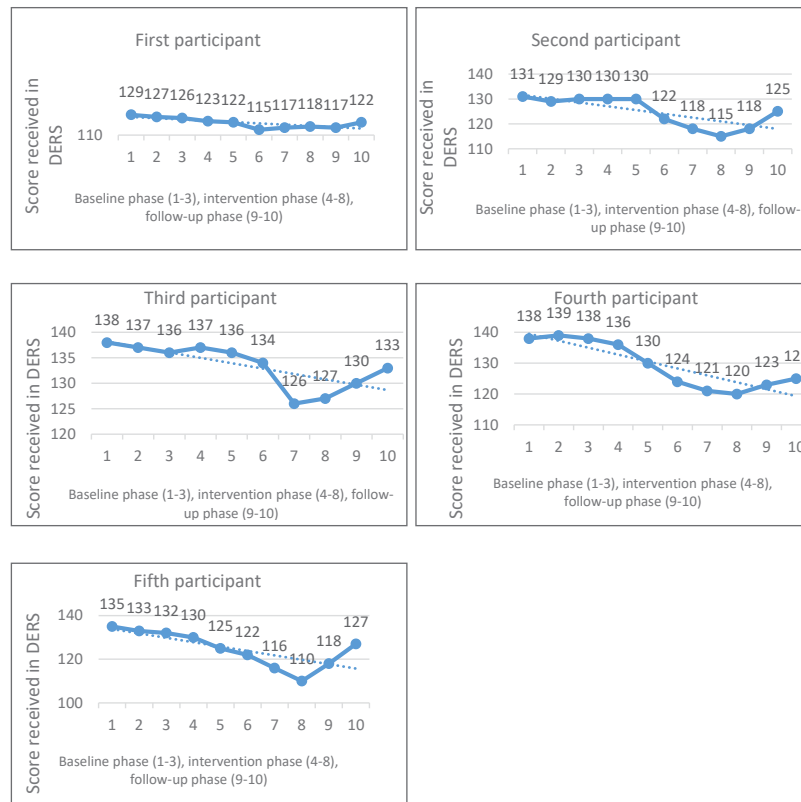 First participant
129 127 126 123 122 115 117 118 117 122
110
1 2 3 4 5 6 7 8 9 10
Score received in
DERS
Baseline phase (1-3), intervention phase (4-8),
follow-up phase (9-10)
Second participant
131 129 130 130 130 122 118 115 118 125
140
130
120
110
1 2 3 4 5 6 7 8 9 10
Score received in
DERS
Baseline phase (1-3), intervention phase (4-8), follow-
up phase (9-10)
Third participant
138 137 136 137 136 134 126 127 130 133
140
135
130
125
120
1 2 3 4 5 6 7 8 9 10
Score received in DERS
Baseline phase (1-3), intervention phase (4-8), follow-
up phase (9-10)
Fourth participant
138 139 138 136 130 124 121 120 123
140
130
120
110
1 2 3 4 5 6 7 8 9 10
Score received in DERS
Baseline phase (1-3), intervention phase (4-8),
follow-up phase (9-10)
Fifth participant
135 133 132 130 125 122 116 110 118 127
140
120
100
1 2 3 4 5 6 7 8 9 10
Score received in DERS
Baseline phase (1-3), intervention phase (4-8),
follow-up phase (9-10)